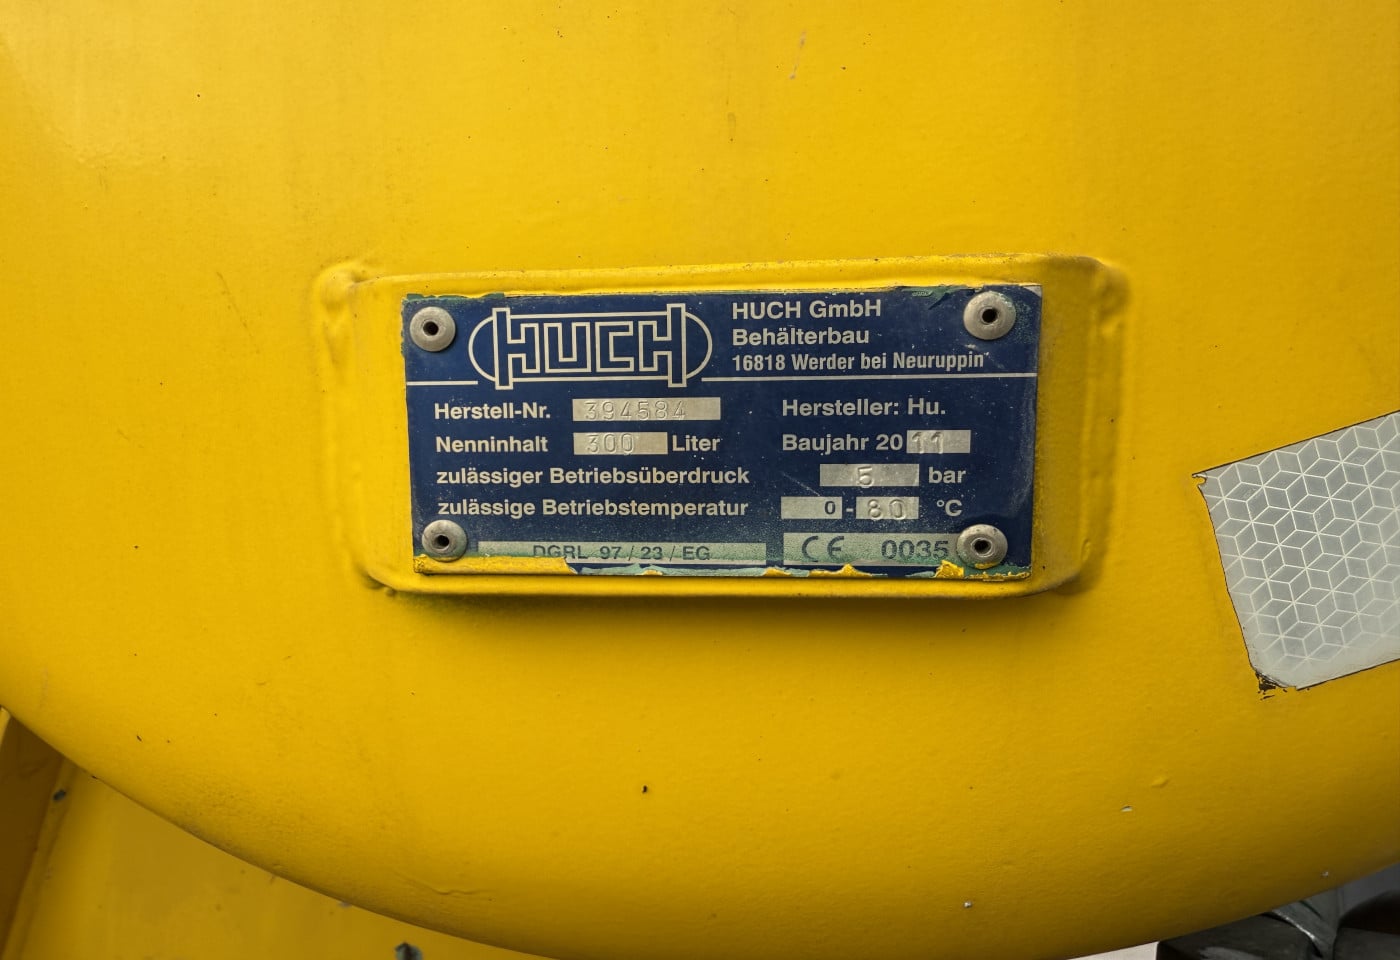 HUCH
HUCH GmbH
Behälterbau
16818 Werder bei Neuruppin
Herstell-Nr. 394584
Hersteller: Hu.
Nenninhalt 300 Liter
Baujahr 20 11
zulässiger Betriebsüberdruck 5 bar
zulässige Betriebstemperatur 0 - 80 °C
DGRL 97 / 23 / EG
CE 0035